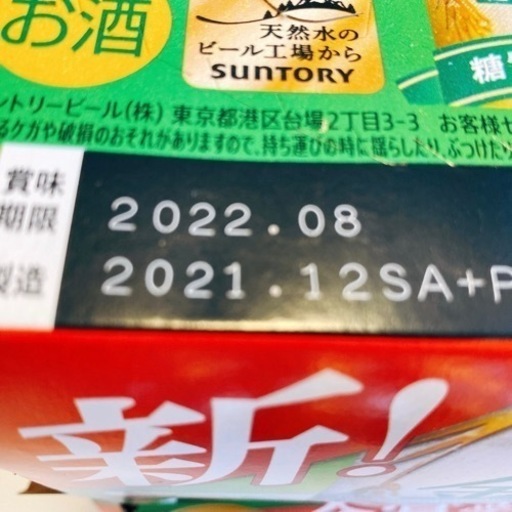 お酒
天然水の
ビール工場から
SUNTORY
糖
ントリービール(株) 東京都港区台場2丁目3-3 お客様セ
るケガや破損のおそれがありますので、持ち運びの時に揺らしたり、ぶつけたり
賞味
期限 2022.08
製造 2021.12SA+P
新!